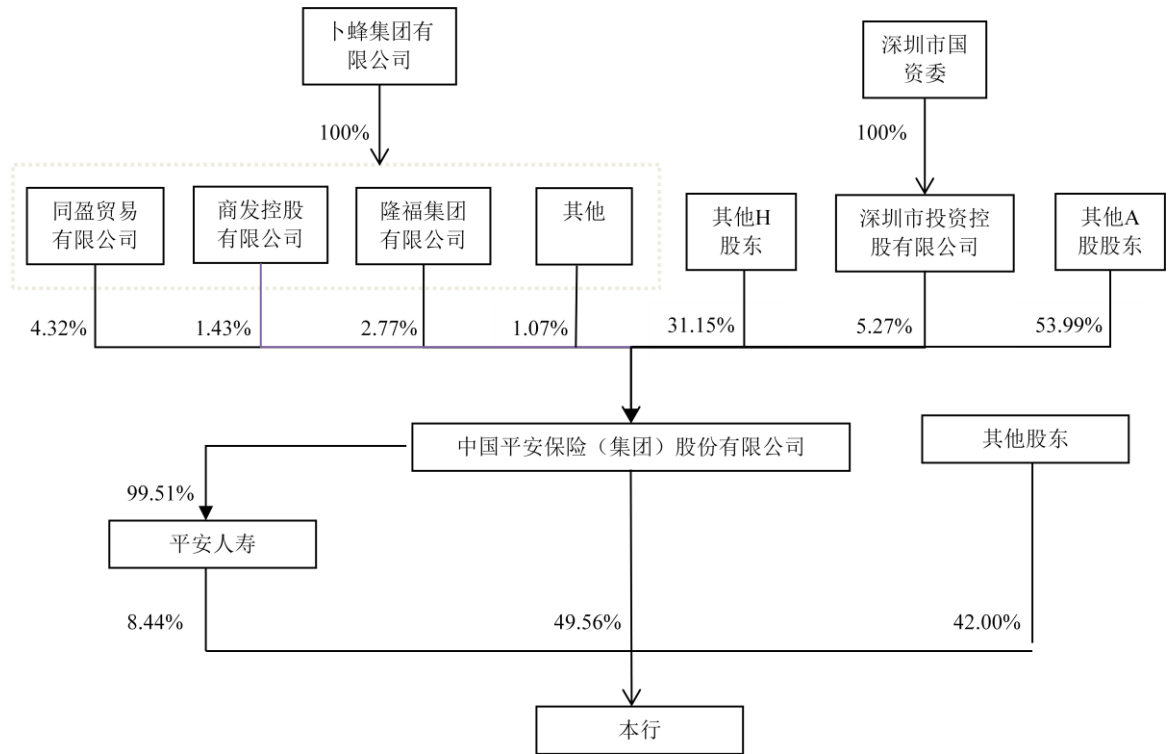 卜蜂集团有
限公司
深圳市国
资委
100%
100%
同盈贸易
有限公司
商发控股
有限公司
隆福集团
有限公司
其他
其他H
股东
深圳市投资控
股有限公司
其他A
股股东
4.32%
1.43%
2.77%
1.07%
31.15%
5.27%
53.99%
中国平安保险（集团）股份有限公司
其他股东
99.51%
平安人寿
8.44%
49.56%
42.00%
本行